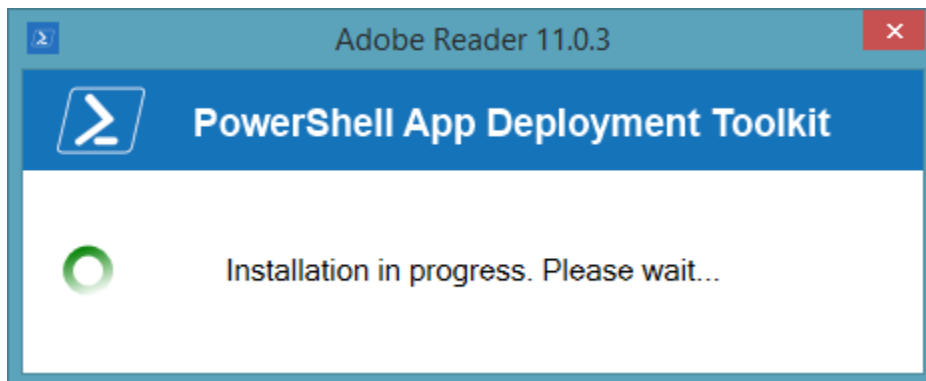 Adobe Reader 11.0.3
PowerShell App Deployment Toolkit
Installation in progress. Please wait...